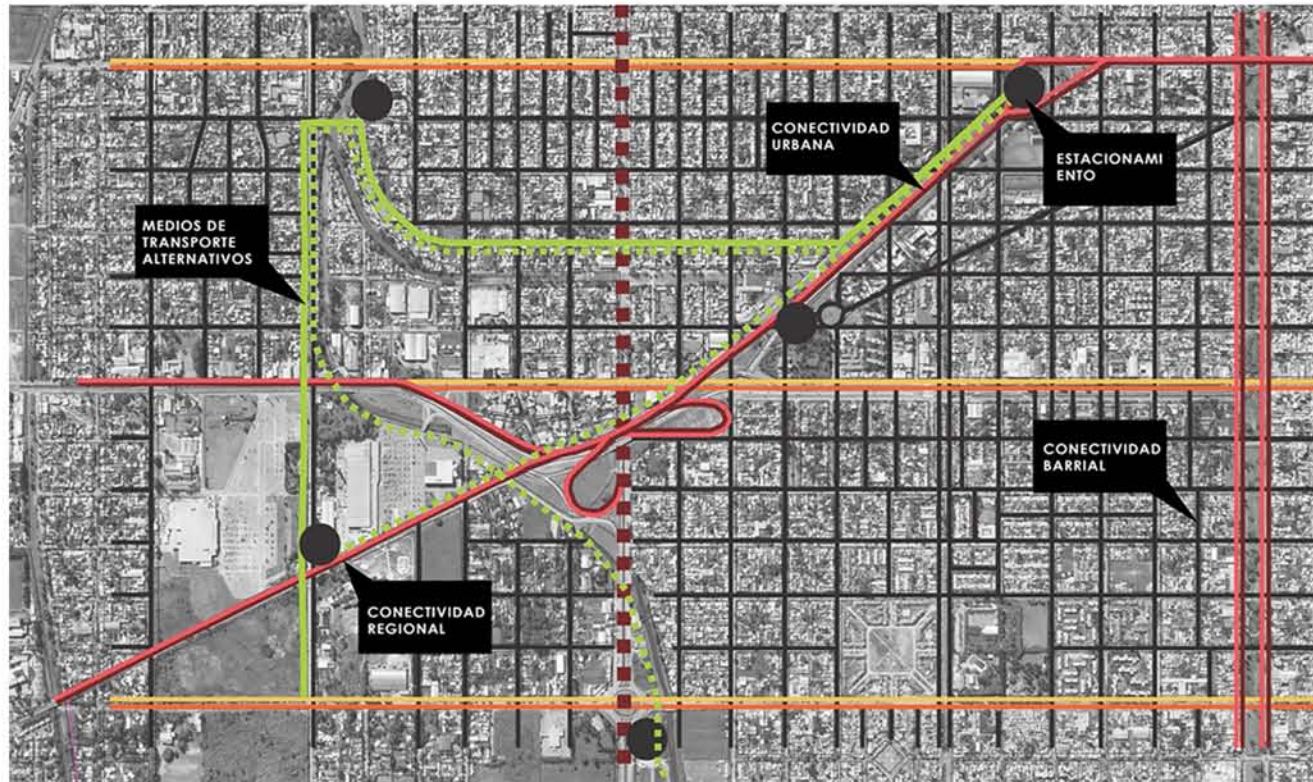 CONECTIVIDAD
URBANA
ESTACIONAMI
ENTO
MEDIOS DE
TRANSPORTE
ALTERNATIVOS
CONECTIVIDAD
BARRIAL
CONECTIVIDAD
REGIONAL